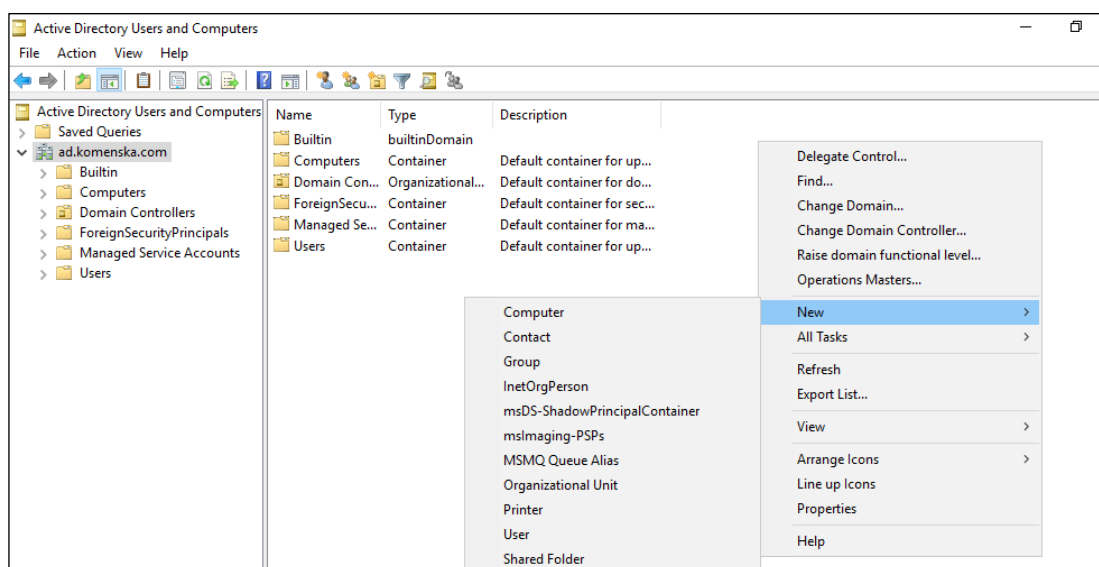 Active Directory Users and Computers
File Action View Help
Active Directory Users and Computers
Saved Queries
ad.komenska.com
Builtin
Computers
Domain Controllers
ForeignSecurityPrincipals
Managed Service Accounts
Users
Name Type Description
Builtin builtinDomain
Computers Container Default container for up...
Domain Con... Organizational... Default container for do...
ForeignSecu... Container Default container for sec...
Managed Se... Container Default container for ma...
Users Container Default container for up...
Delegate Control...
Find...
Change Domain...
Change Domain Controller...
Raise domain functional level...
Operations Masters...
New
All Tasks
Refresh
Export List...
View
Arrange Icons
Line up Icons
Properties
Help
Computer
Contact
Group
InetOrgPerson
msDS-ShadowPrincipalContainer
msImaging-PSPs
MSMQ Queue Alias
Organizational Unit
Printer
User
Shared Folder